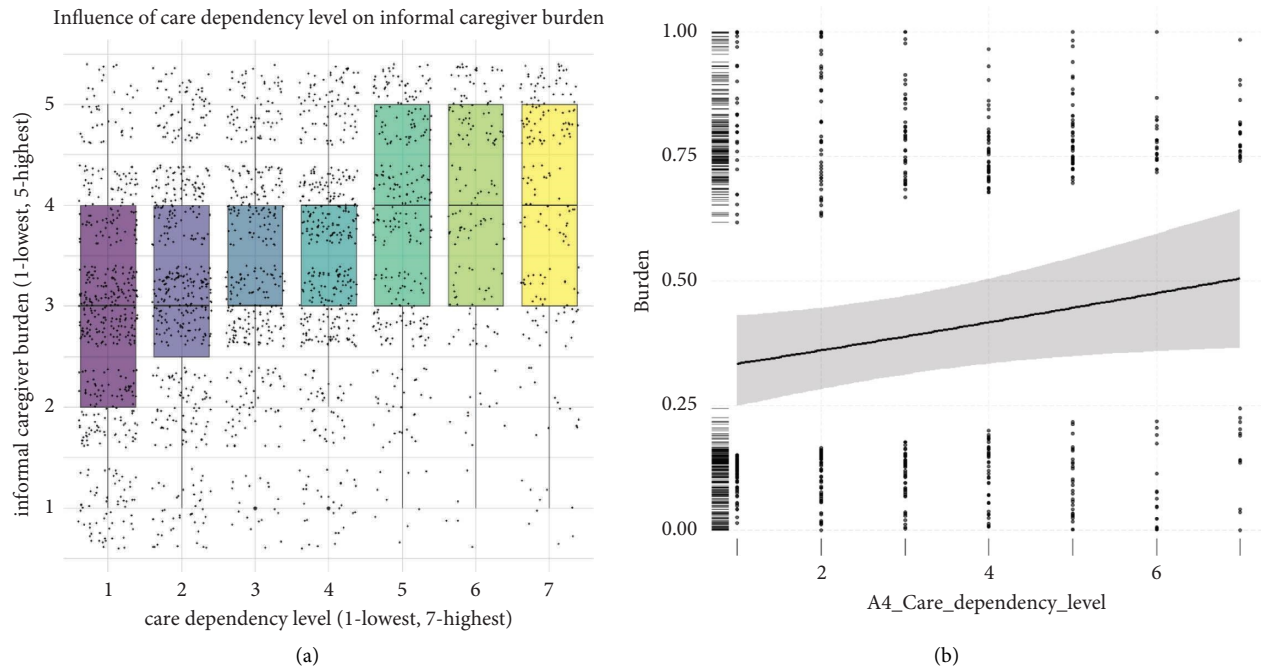 Influence of care dependency level on informal caregiver burden
informal caregiver burden (1-lowest, 5-highest)
5
4
3
2
1
1 2 3 4 5 6 7
care dependency level (1-lowest, 7-highest)
(a)
Burden
1.00
0.75
0.50
0.25
0.00
2 4 6
A4_Care_dependency_level
(b)